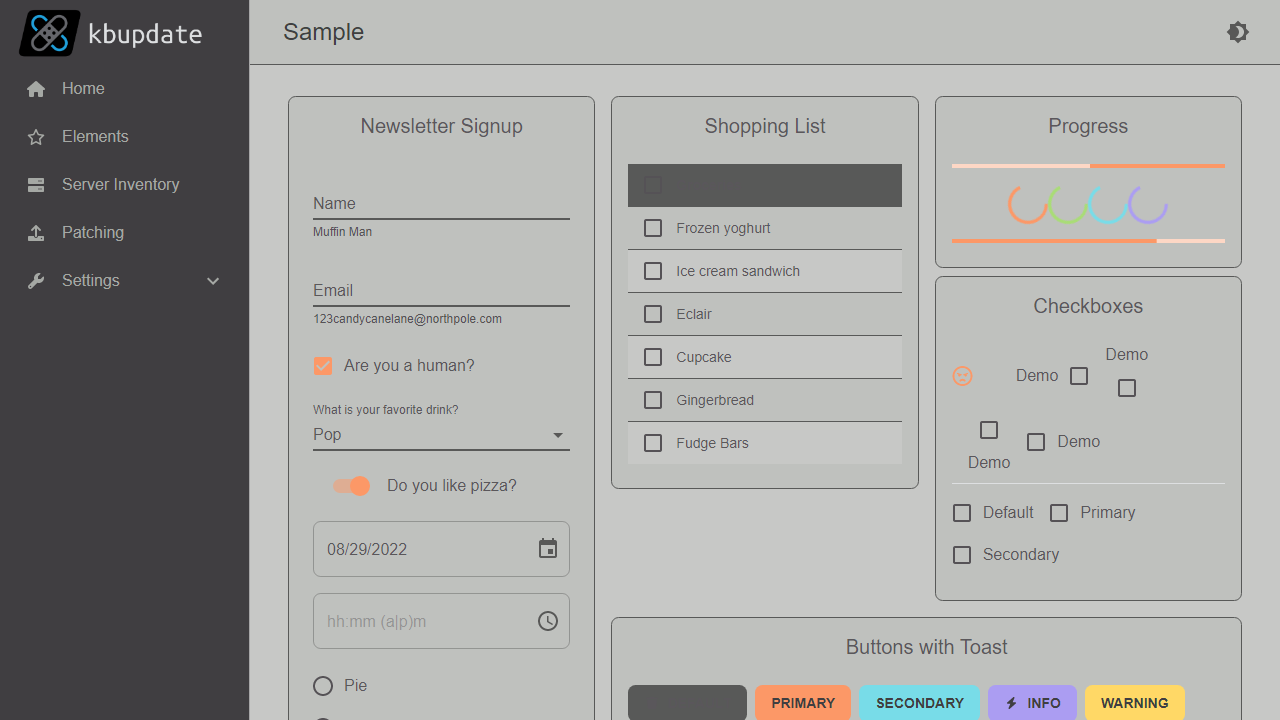 kbupdate
Home
Elements
Server Inventory
Patching
Settings
Sample
Newsletter Signup
Name
Muffin Man
Email
123candycanelane@northpole.com
Are you a human?
What is your favorite drink?
Pop
Do you like pizza?
08/29/2022
hh:mm (a|p)m
Pie
Shopping List
Frozen yoghurt
Ice cream sandwich
Eclair
Cupcake
Gingerbread
Fudge Bars
Progress
Checkboxes
Demo
Demo
Demo
Demo
Default
Primary
Secondary
Buttons with Toast
PRIMARY
SECONDARY
INFO
WARNING